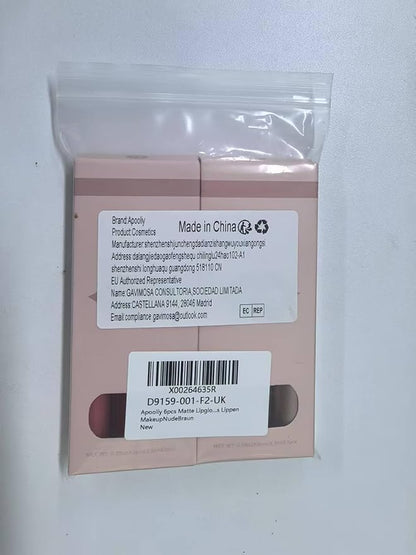 Brand:Apoolly
Product:Cosmetics
Made in China
Manufacturer:shenzhenshijunchengdadianzishangwuyouxiangongsi
Address:dalangjiedaogaofengshequ chilinglu24hao102-A1
shenzhenshi longhuaqu guangdong 518110 CN
EU Authorized Representative
Name:GAVIMOSA CONSULTORIA,SOCIEDAD LIMITADA
Address:CASTELLANA 9144, 28046 Madrid
Email:compliance.gavimosa@outlook.com
EC REP
X00264635R
D9159-001-F2-UK
Apoolly 6pcs Matte Lipglo...s Lippen
MakeupNudeBraun
New